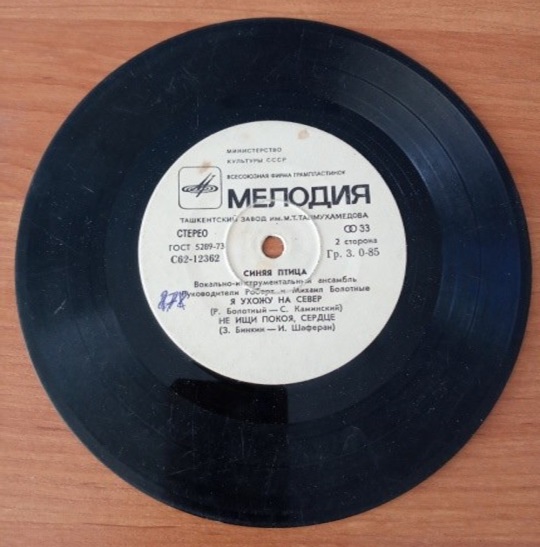 МИНИСТЕРСТВО
КУЛЬТУРЫ СССР
ВСЕСОЮЗНАЯ ФИРМА ГРАМПЛАСТИНОК
МЕЛОДИЯ
ТАШКЕНТСКИЙ ЗАВОД им. М. Т. ТАШМУХАМЕДОВА
СТЕРЕО 33
ГОСТ 5289-73 2 сторона
С62-12362 Гр. 3. 0-85
СИНЯЯ ПТИЦА
Вокально-инструментальный ансамбль
Руководители Роберт и Михаил Болотные
Я УХОЖУ НА СЕВЕР
(Р. Болотный — С. Каминский)
НЕ ИЩИ ПОКОЯ, СЕРДЦЕ
(З. Бинкин — И. Шаферан)